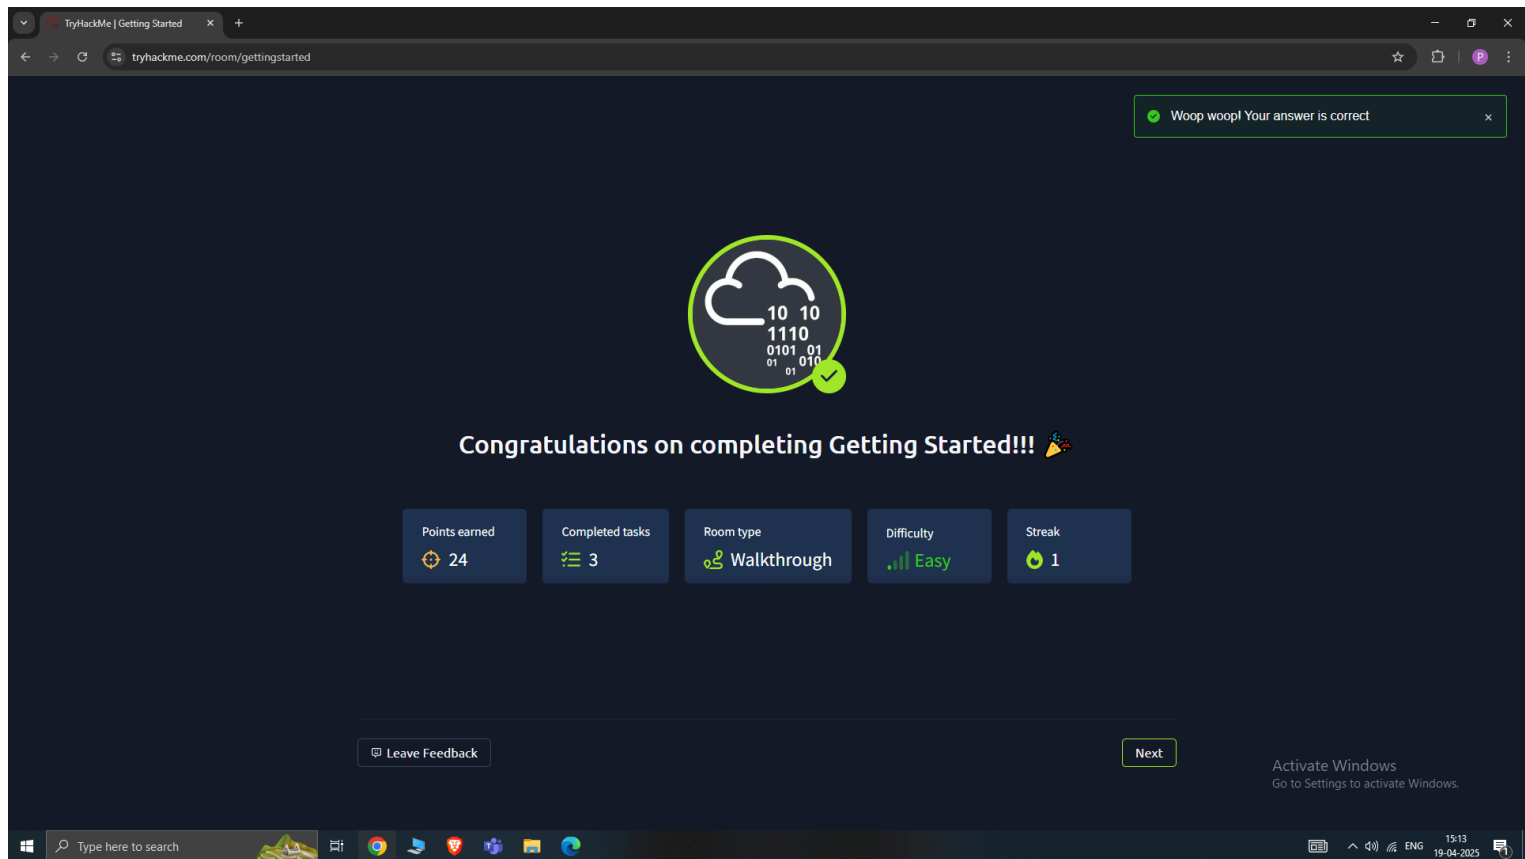 TryHackMe | Getting Started
tryhackme.com/room/gettingstarted
P
Woop woop! Your answer is correct
10 10
1110
0101 01
01 010
01
Congratulations on completing Getting Started!!!
Points earned
24
Completed tasks
3
Room type
Walkthrough
Difficulty
Easy
Streak
1
Leave Feedback
Next
Activate Windows
Go to Settings to activate Windows.
Type here to search
ENG
15:13
19-04-2025
1